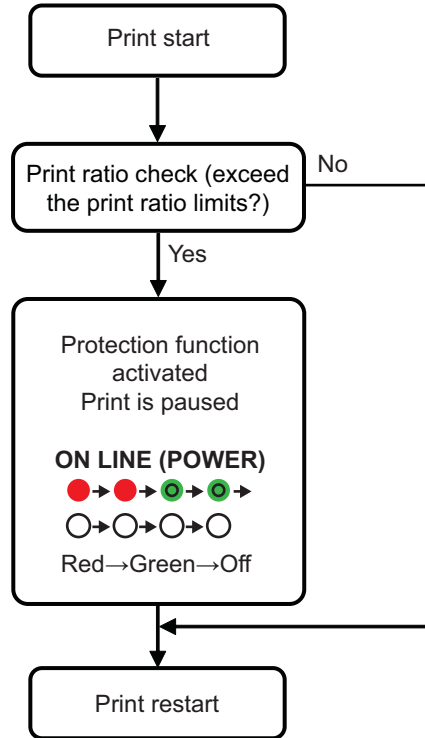 Print start
Print ratio check (exceed
the print ratio limits?)
No
Yes
Protection function
activated
Print is paused
ON LINE (POWER)
Red→Green→Off
Print restart